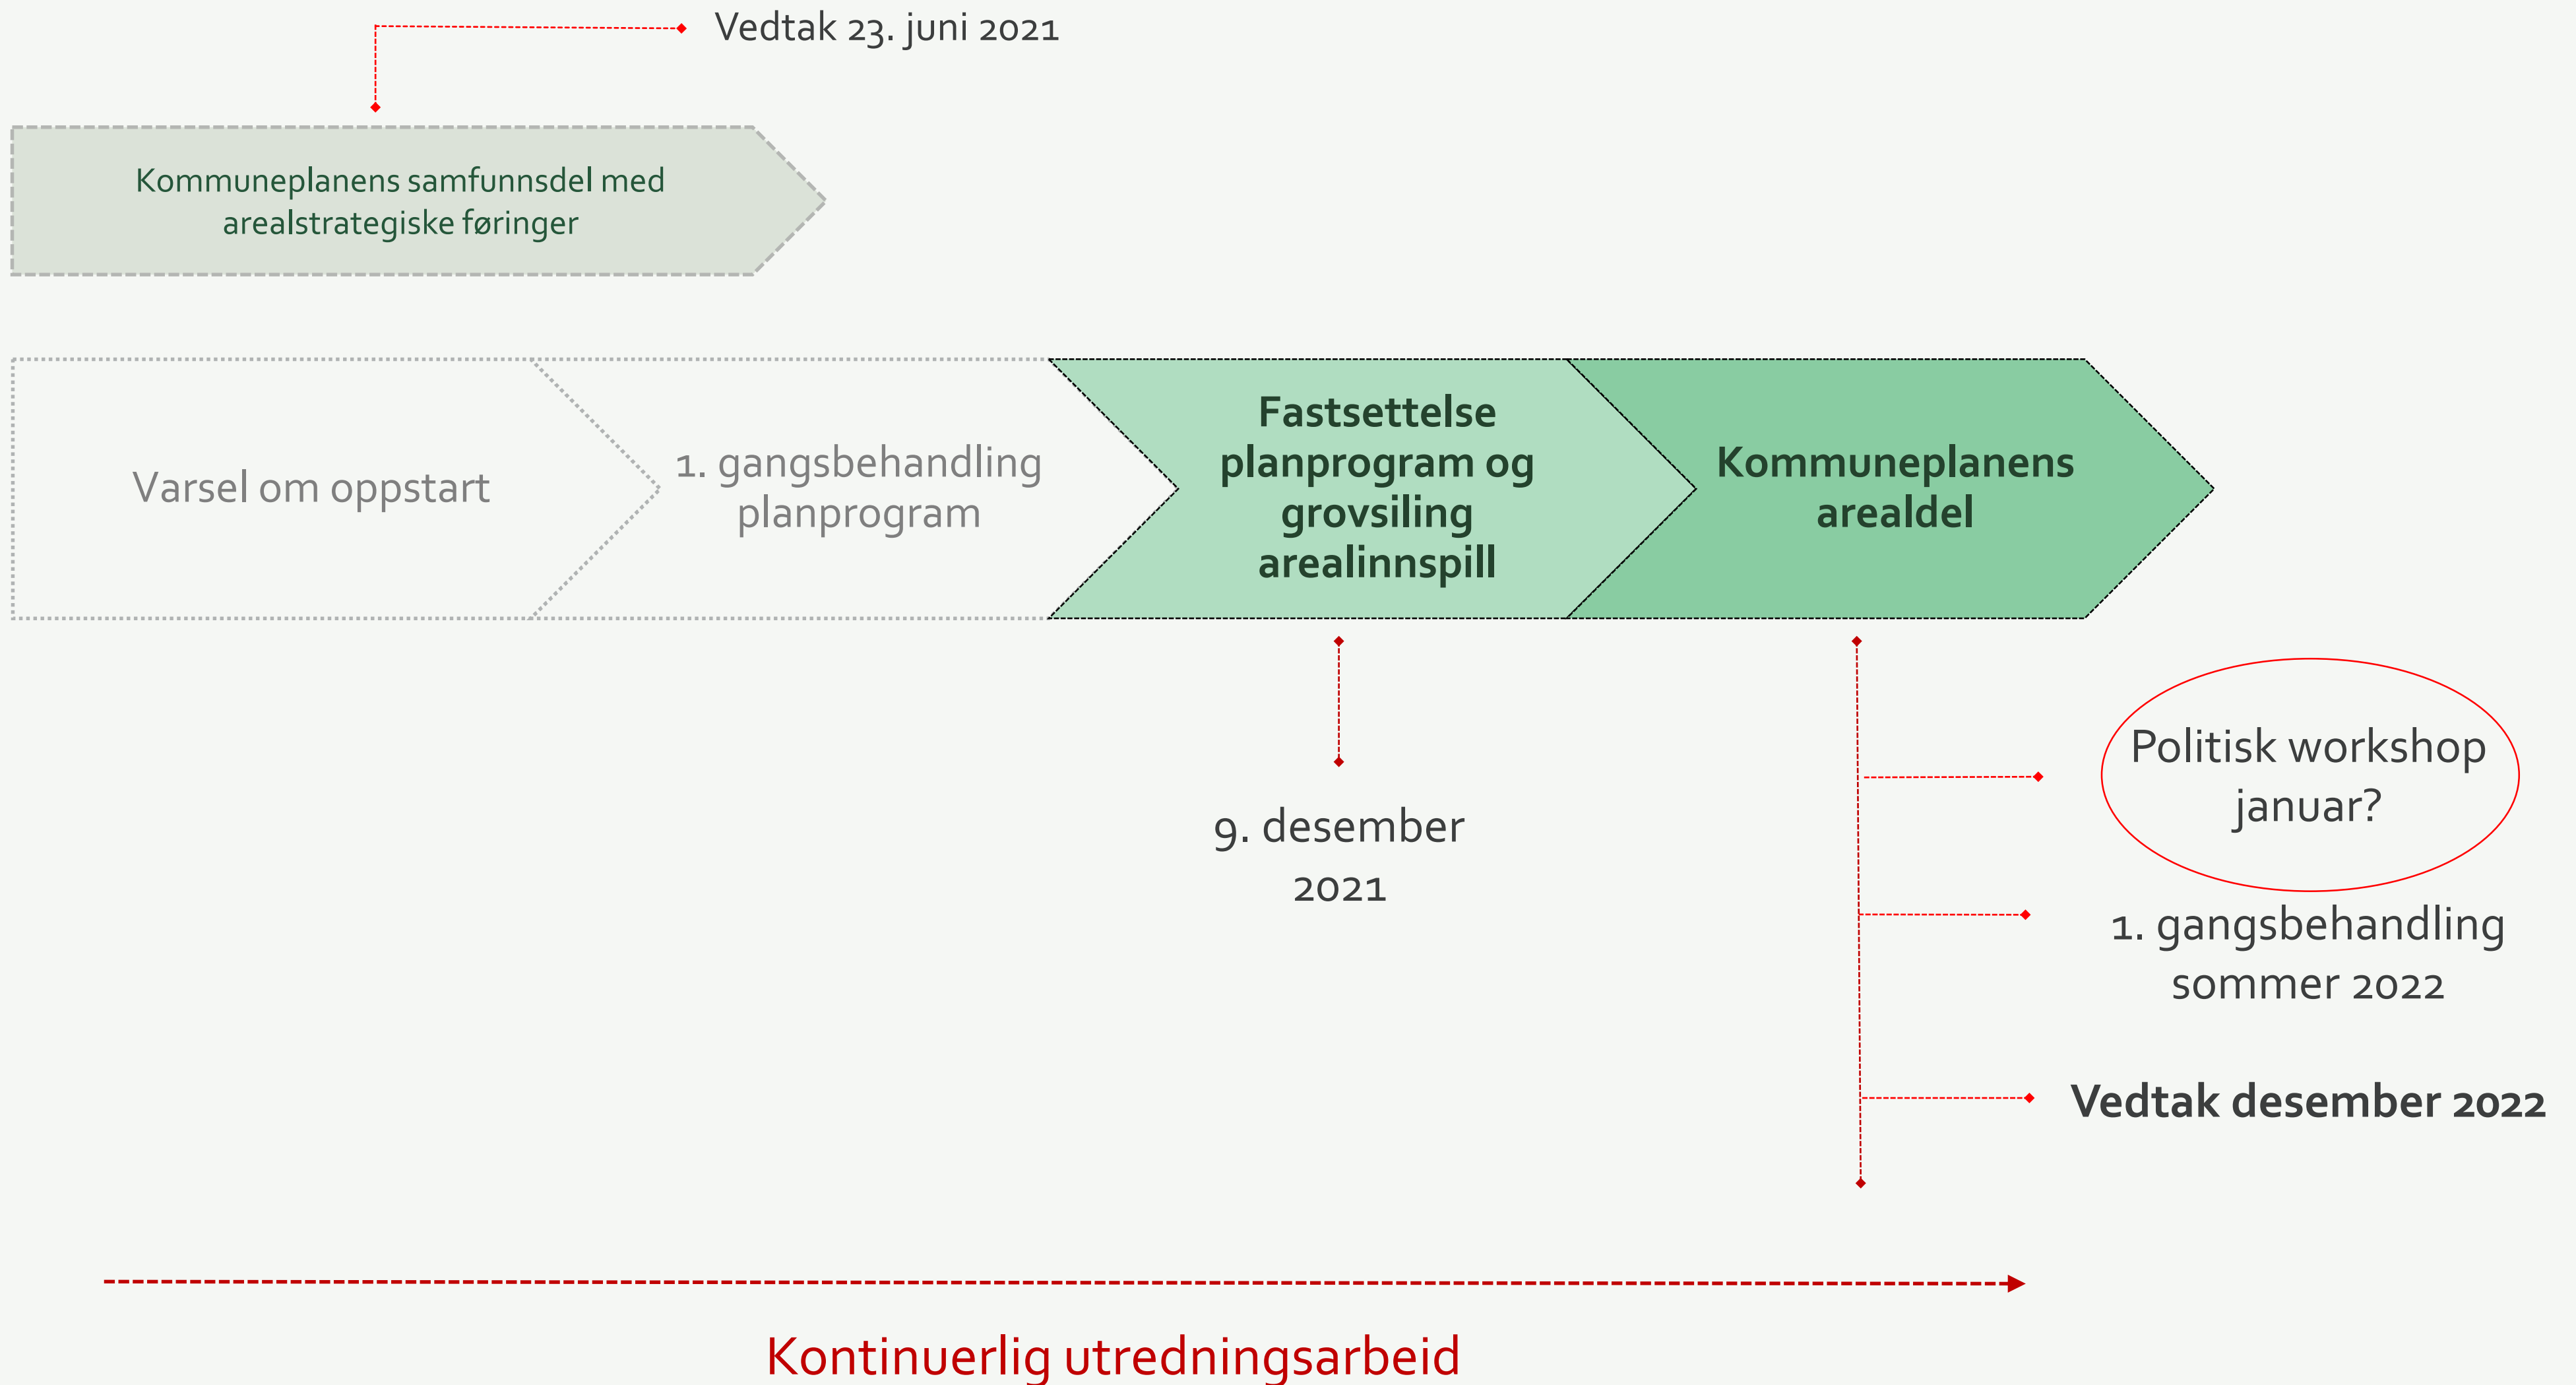 Vedtak 23. juni 2021
Kommuneplanens samfunnsdel med
arealstrategiske føringer
Varsel om oppstart
1. gangsbehandling
planprogram
Fastsettelse
planprogram og
grovsiling
arealinnspill
Kommuneplanens
arealdel
9. desember
2021
Politisk workshop
januar?
1. gangsbehandling
sommer 2022
Vedtak desember 2022
Kontinuerlig utredningsarbeid